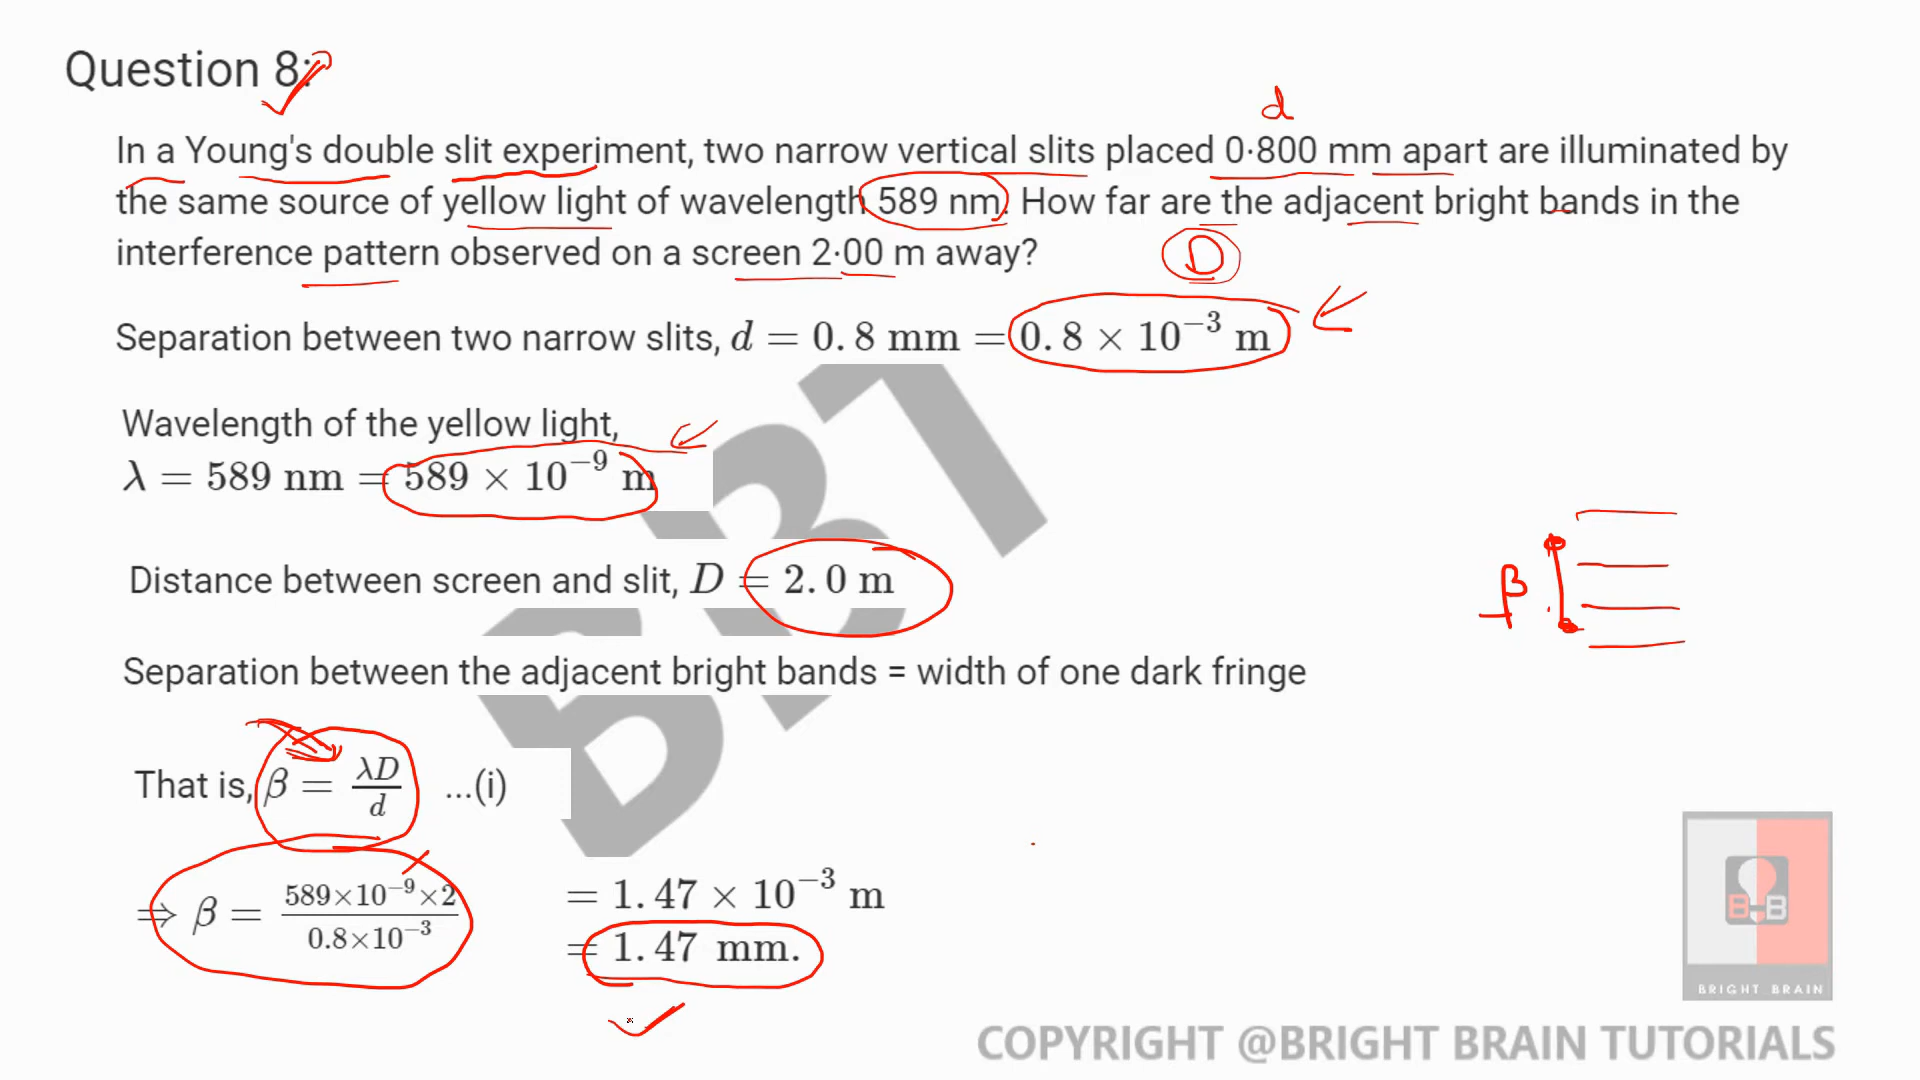 Question 8:
d
In a Young's double slit experiment, two narrow vertical slits placed 0·800 mm apart are illuminated by
the same source of yellow light of wavelength 589 nm. How far are the adjacent bright bands in the
interference pattern observed on a screen 2·00 m away?
D
Separation between two narrow slits, d = 0.8 mm = 0.8 × 10⁻³ m
Wavelength of the yellow light,
λ = 589 nm = 589 × 10⁻⁹ m
Distance between screen and slit, D = 2.0 m
β
Separation between the adjacent bright bands = width of one dark fringe
That is, β = λD/d ...(i)
⇒ β = 589×10⁻⁹×2/0.8×10⁻³
= 1.47 × 10⁻³ m
= 1.47 mm.
B B
BRIGHT BRAIN
COPYRIGHT @BRIGHT BRAIN TUTORIALS